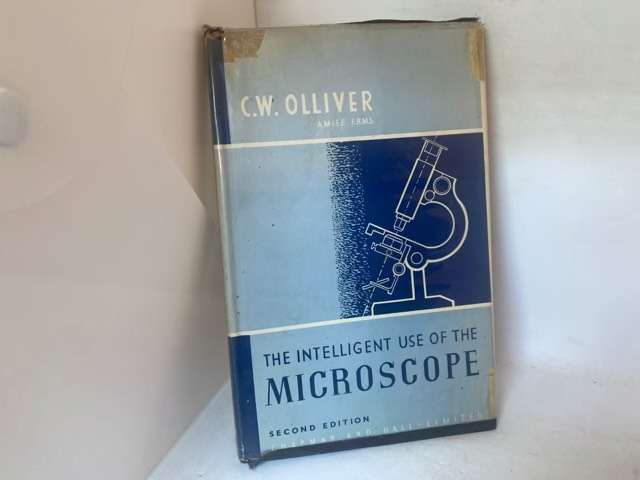 C.W. OLLIVER
A.M.I.E.E. F.R.M.S.
THE INTELLIGENT USE OF THE
MICROSCOPE
SECOND EDITION
CHAPMAN AND HALL LIMITED